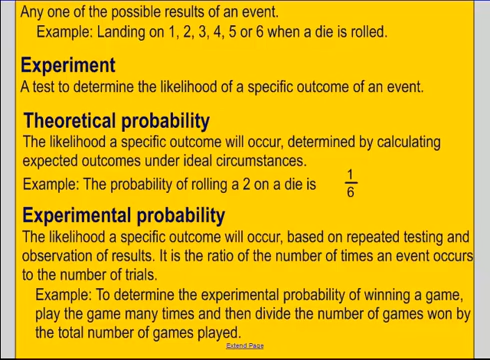 Any one of the possible results of an event.
Example: Landing on 1, 2, 3, 4, 5 or 6 when a die is rolled.
Experiment
A test to determine the likelihood of a specific outcome of an event.
Theoretical probability
The likelihood a specific outcome will occur, determined by calculating
expected outcomes under ideal circumstances.
Example: The probability of rolling a 2 on a die is 1/6
Experimental probability
The likelihood a specific outcome will occur, based on repeated testing and
observation of results. It is the ratio of the number of times an event occurs
to the number of trials.
Example: To determine the experimental probability of winning a game,
play the game many times and then divide the number of games won by
the total number of games played.
Extend Page